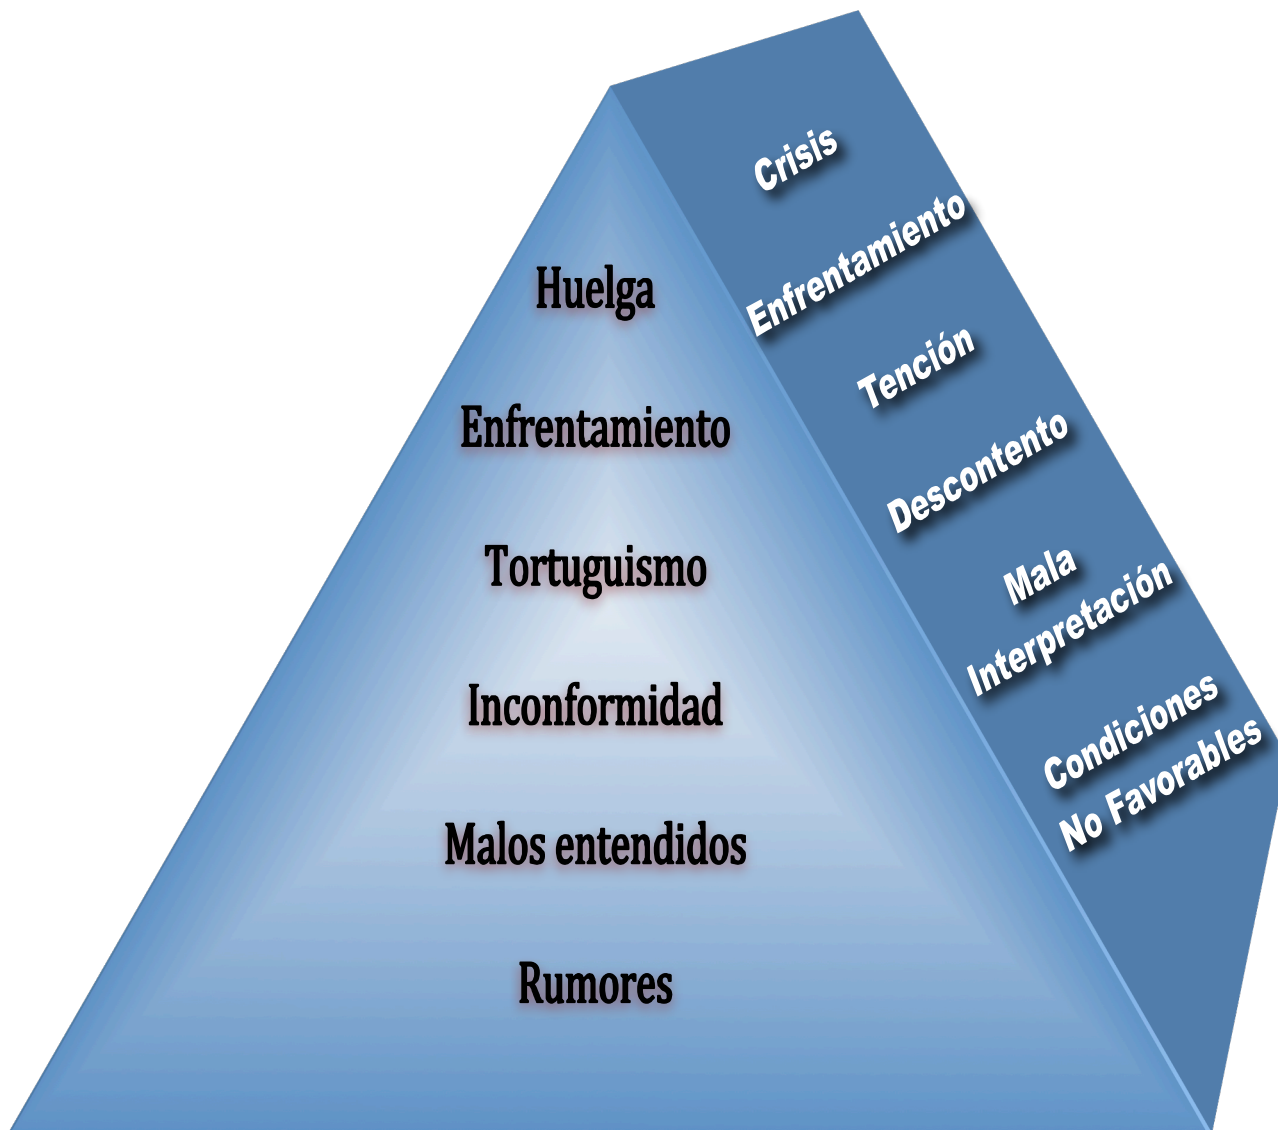 Huelga
Enfrentamiento
Tortuguismo
Inconformidad
Malos entendidos
Rumores
Crisis
Enfrentamiento
Tención
Descontento
Mala
Interpretación
Condiciones
No Favorables